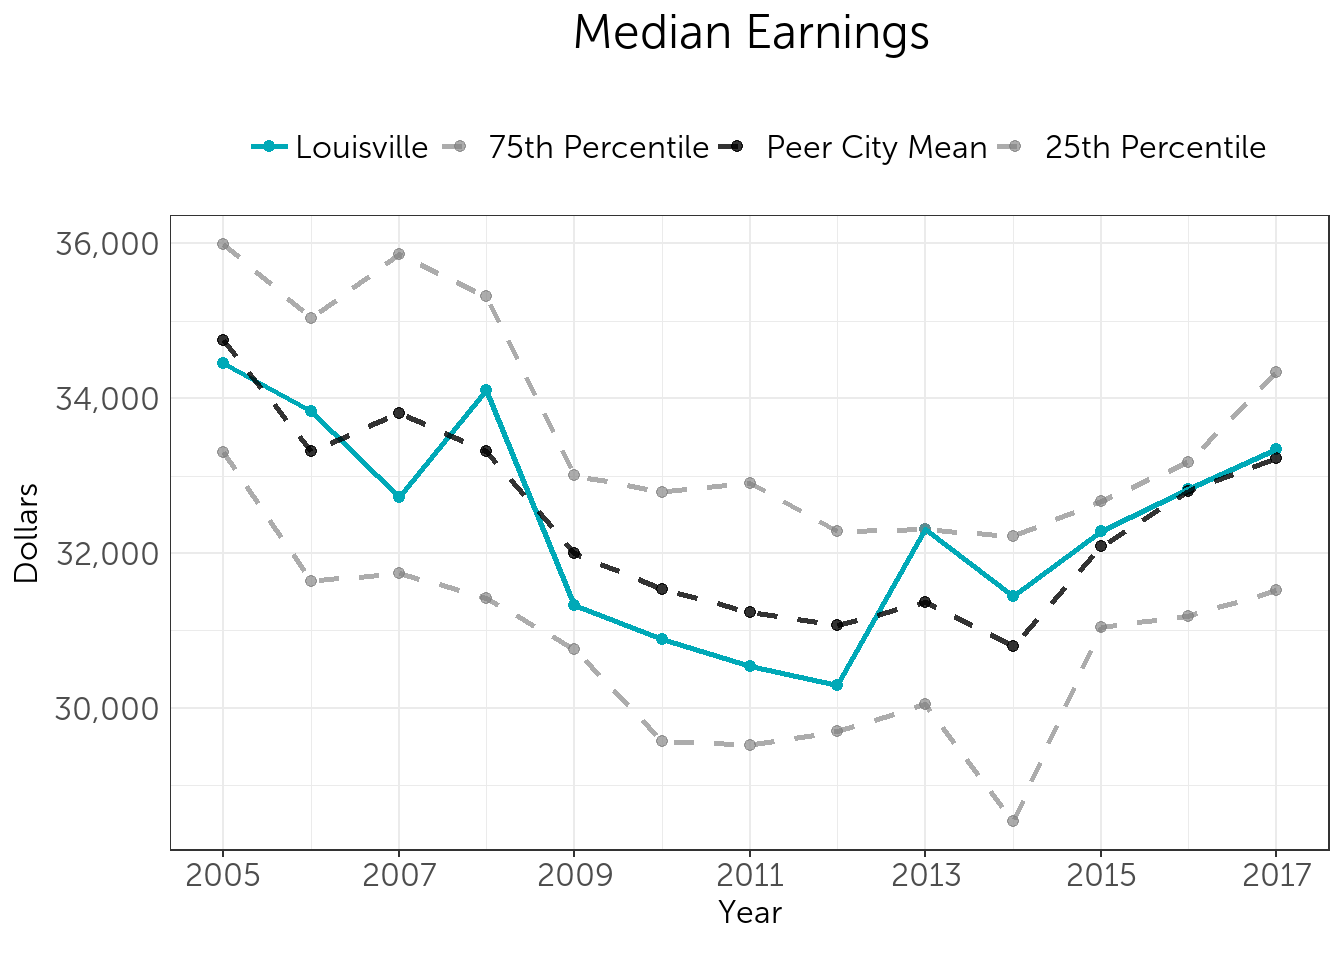 Median Earnings
Louisville 75th Percentile Peer City Mean 25th Percentile
36,000
34,000
32,000
30,000
Dollars
2005 2007 2009 2011 2013 2015 2017
Year